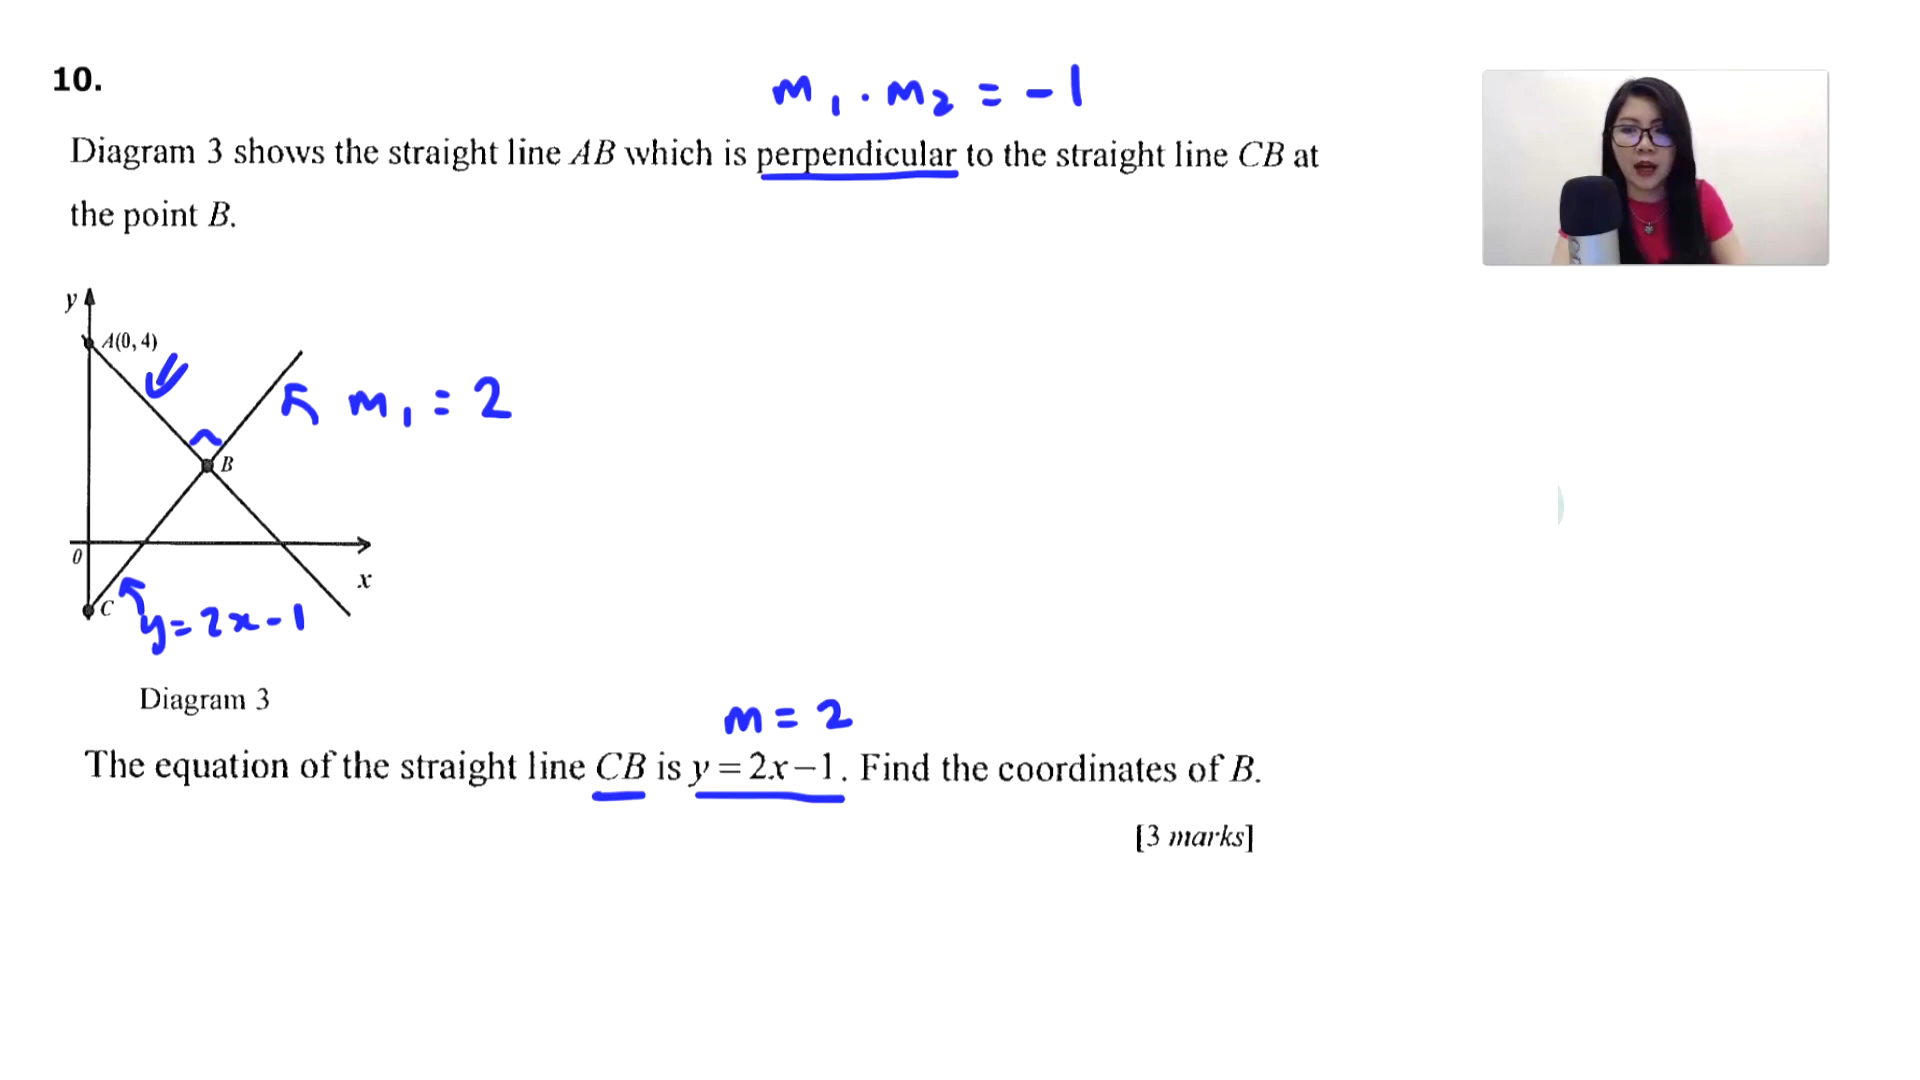 10.
m₁ · m₂ = -1
Diagram 3 shows the straight line AB which is perpendicular to the straight line CB at
the point B.
y
A(0, 4)
m₁ = 2
B
0
x
C
y = 2x - 1
Diagram 3
m = 2
The equation of the straight line CB is y = 2x – 1. Find the coordinates of B.
[3 marks]